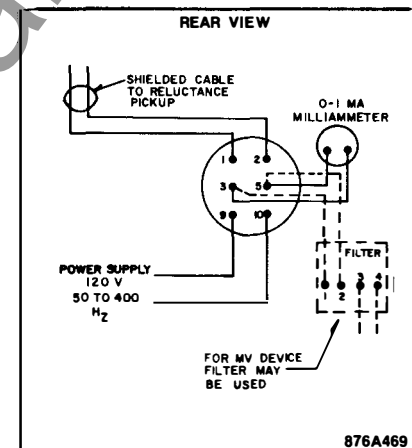 REAR VIEW
SHIELDED CABLE
TO RELUCTANCE
PICKUP
0-1 MA
MILLIAMMETER
1 2
3 5
9 10
POWER SUPPLY
120 V
50 TO 400
HZ
FILTER
2 3 4
FOR MV DEVICE
FILTER MAY
BE USED
876A469